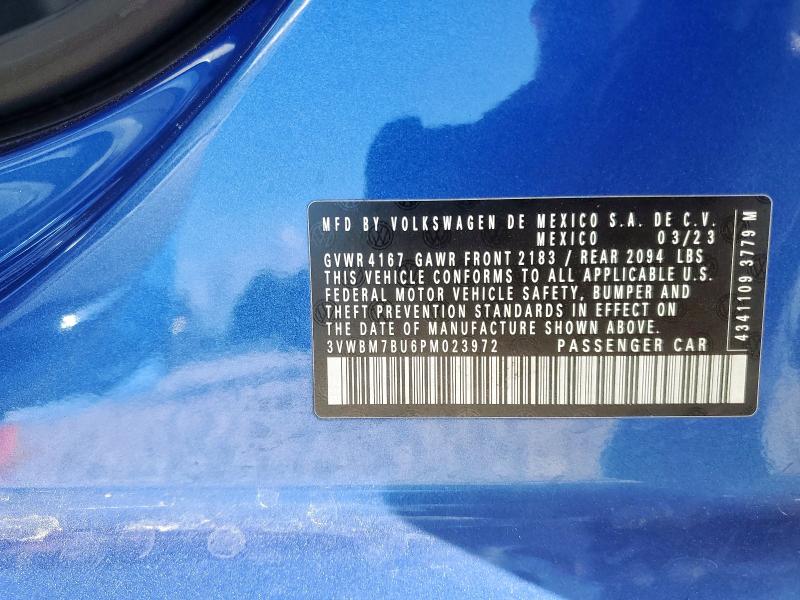 MFD BY VOLKSWAGEN DE MEXICO S.A. DE C.V.
MEXICO 03/23
GVWR 4167 GAWR FRONT 2183 / REAR 2094 LBS
THIS VEHICLE CONFORMS TO ALL APPLICABLE U.S.
FEDERAL MOTOR VEHICLE SAFETY, BUMPER AND
THEFT PREVENTION STANDARDS IN EFFECT ON
THE DATE OF MANUFACTURE SHOWN ABOVE.
3VWBM7BU6PM023972 PASSENGER CAR
4341109 3779 M